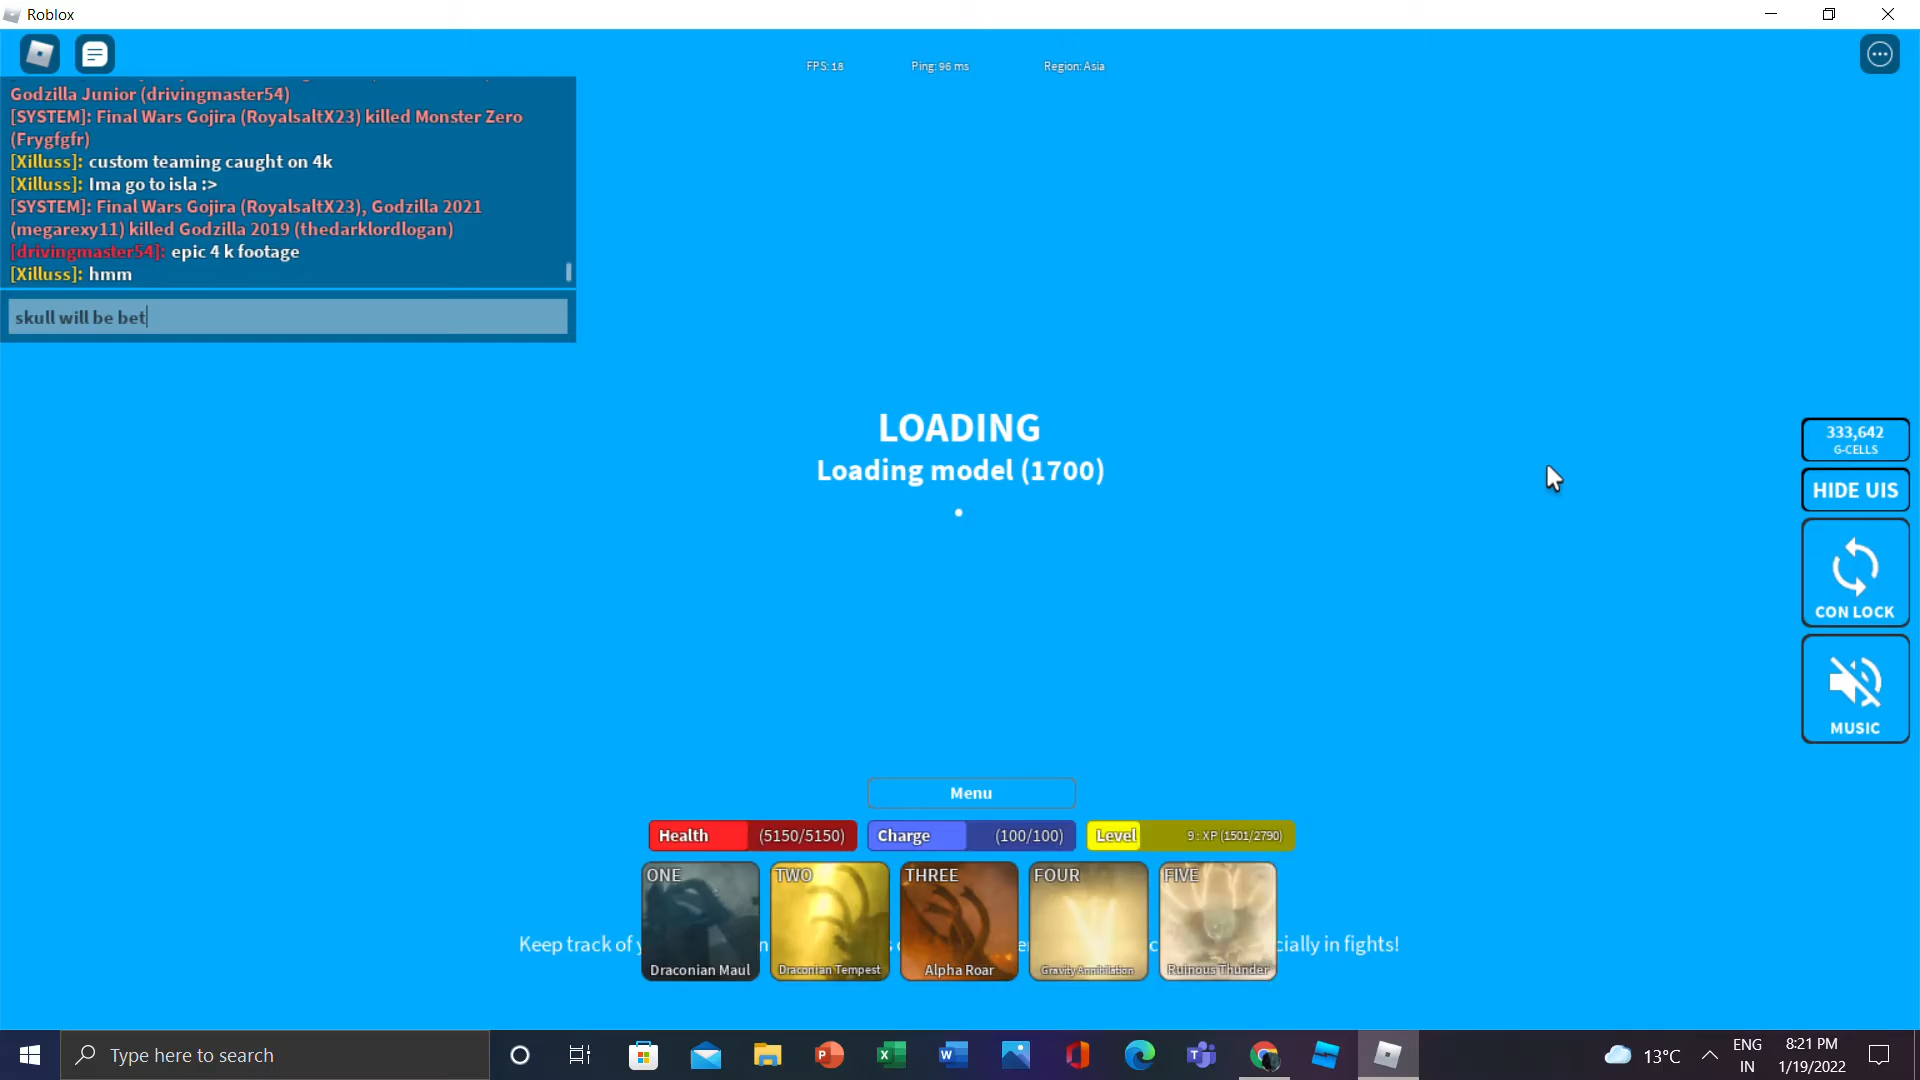 Roblox
FPS: 18 Ping: 96 ms Region: Asia
Godzilla Junior (drivingmaster54)
[SYSTEM]: Final Wars Gojira (RoyalsaltX23) killed Monster Zero
(Frygfgfr)
[Xilluss]: custom teaming caught on 4k
[Xilluss]: Ima go to isla :>
[SYSTEM]: Final Wars Gojira (RoyalsaltX23), Godzilla 2021
(megarexy11) killed Godzilla 2019 (thedarklordlogan)
[drivingmaster54]: epic 4 k footage
[Xilluss]: hmm
skull will be bet
LOADING
Loading model (1700)
333,642
G-CELLS
HIDE UIS
CON LOCK
MUSIC
Menu
Health (5150/5150) Charge (100/100) Level 9 : XP (1501/2790)
ONE TWO THREE FOUR FIVE
Keep track of in fights!
Draconian Maul Draconian Tempest Alpha Roar Gravity Annihilation Ruinous Thunder
Type here to search
13°C
ENG
IN
8:21 PM
1/19/2022